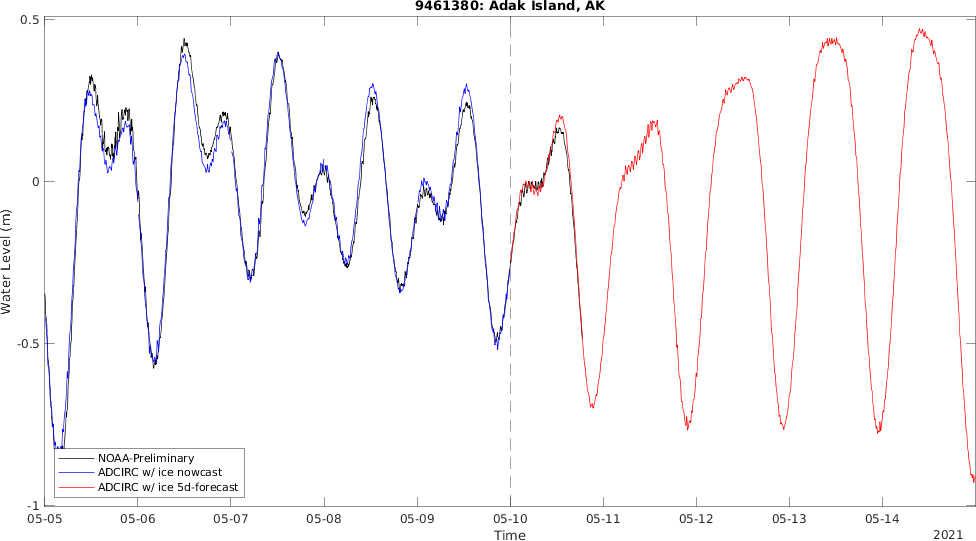 9461380: Adak Island, AK
0.5
0
-0.5
-1
Water Level (m)
NOAA-Preliminary
ADCIRC w/ ice nowcast
ADCIRC w/ ice 5d-forecast
05-05 05-06 05-07 05-08 05-09 05-10 05-11 05-12 05-13 05-14
Time
2021